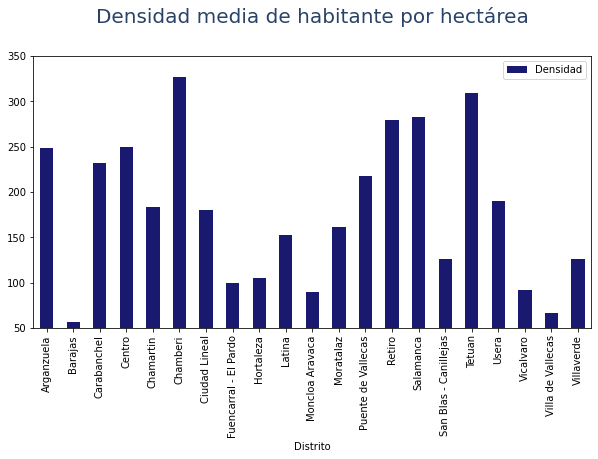 Densidad media de habitante por hectárea
Densidad
350
300
250
200
150
100
50
Arganzuela
Barajas
Carabanchel
Centro
Chamartin
Chamberi
Ciudad Lineal
Fuencarral - El Pardo
Hortaleza
Latina
Moncloa Aravaca
Moratalaz
Puente de Vallecas
Retiro
Salamanca
San Blas - Canillejas
Tetuan
Usera
Vicalvaro
Villa de Vallecas
Villaverde
Distrito